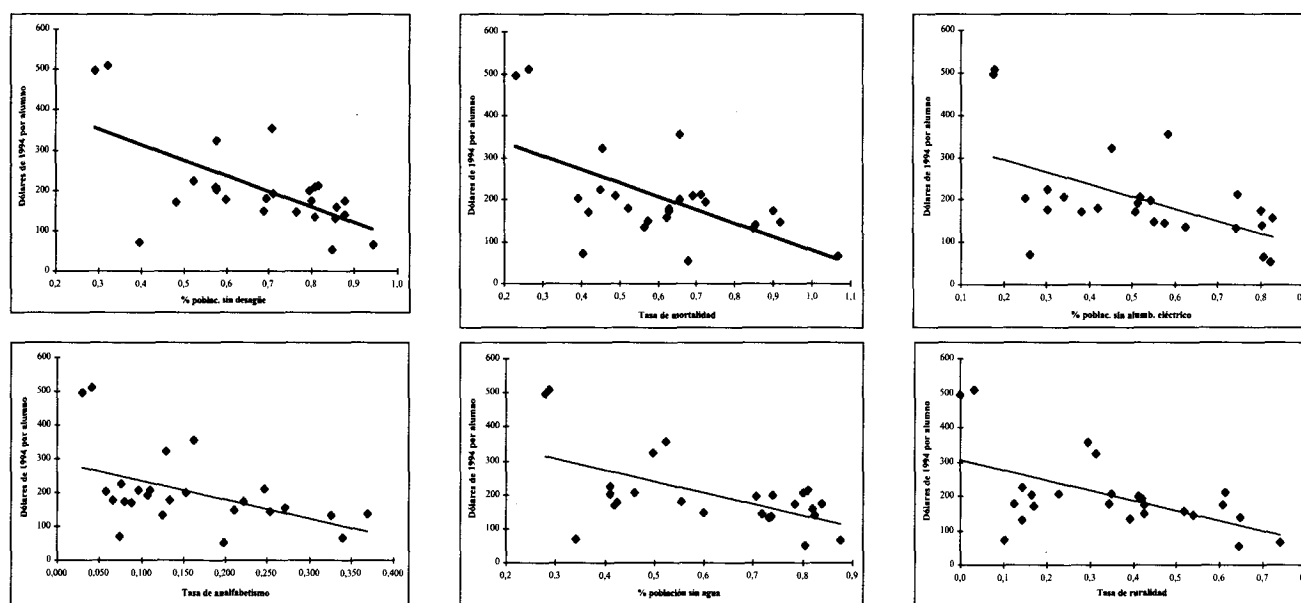 Dólares de 1994 por alumno
600
500
400
300
200
100
0
0,2 0,3 0,4 0,5 0,6 0,7 0,8 0,9 1,0
% poblac. sin desagüe
Dólares de 1994 por alumno
600
500
400
300
200
100
0
0,2 0,3 0,4 0,5 0,6 0,7 0,8 0,9 1,0 1,1
Tasa de mortalidad
Dólares de 1994 por alumno
600
500
400
300
200
100
0
0,1 0,2 0,3 0,4 0,5 0,6 0,7 0,8 0,9
% poblac. sin alumb. eléctrico
Dólares de 1994 por alumno
600
500
400
300
200
100
0
0,000 0,050 0,100 0,150 0,200 0,250 0,300 0,350 0,400
Tasa de analfabetismo
Dólares de 1994 por alumno
600
500
400
300
200
100
0
0,2 0,3 0,4 0,5 0,6 0,7 0,8 0,9
% población sin agua
Dólares de 1994 por alumno
600
500
400
300
200
100
0
0,0 0,1 0,2 0,3 0,4 0,5 0,6 0,7 0,8
Tasa de ruralidad